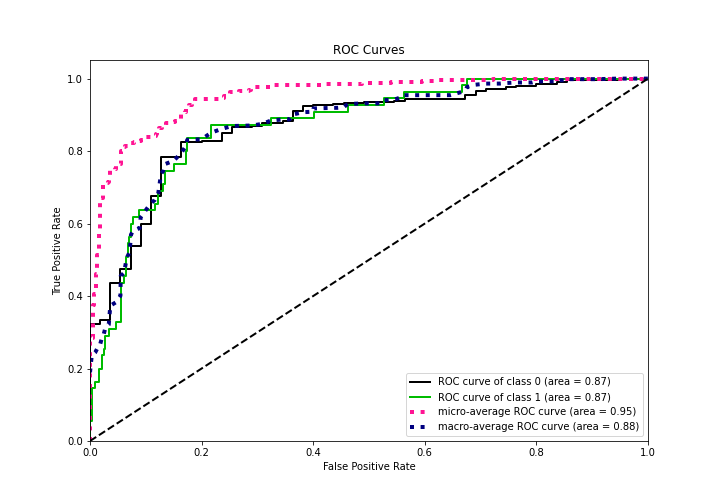 ROC Curves
True Positive Rate
1.0
0.8
0.6
0.4
0.2
0.0
0.0 0.2 0.4 0.6 0.8 1.0
False Positive Rate
ROC curve of class 0 (area = 0.87)
ROC curve of class 1 (area = 0.87)
micro-average ROC curve (area = 0.95)
macro-average ROC curve (area = 0.88)